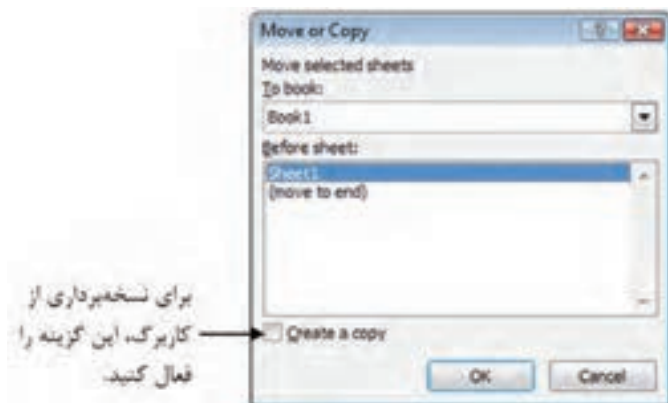 Move or Copy
Move selected sheets
To book:
Book1
Before sheet:
Sheet1
(move to end)
Create a copy
OK Cancel
برای نسخه‌برداری از
کاربرگ، این گزینه را
فعال کنید.